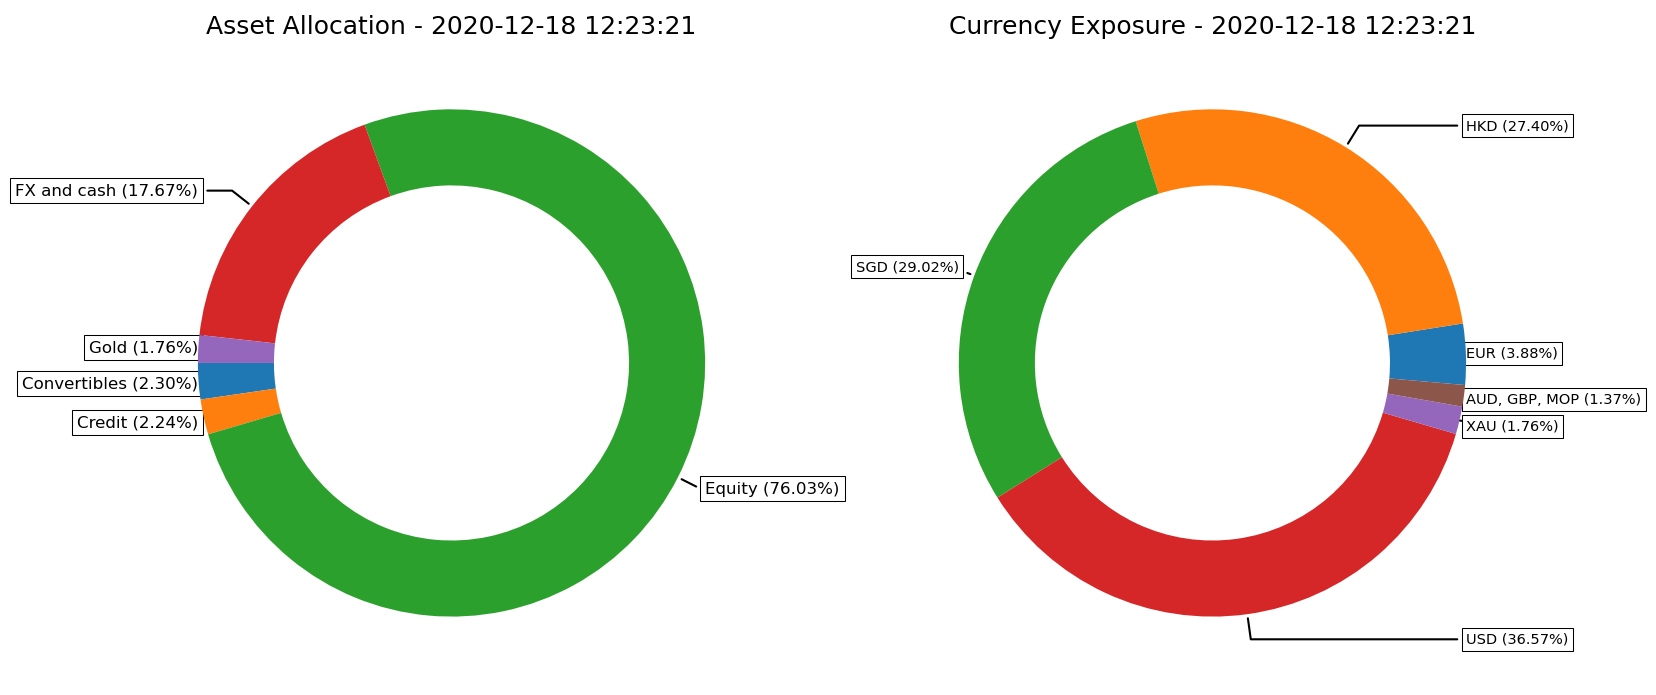 Asset Allocation - 2020-12-18 12:23:21
FX and cash (17.67%)
Gold (1.76%)
Convertibles (2.30%)
Credit (2.24%)
Equity (76.03%)
Currency Exposure - 2020-12-18 12:23:21
HKD (27.40%)
SGD (29.02%)
EUR (3.88%)
AUD, GBP, MOP (1.37%)
XAU (1.76%)
USD (36.57%)